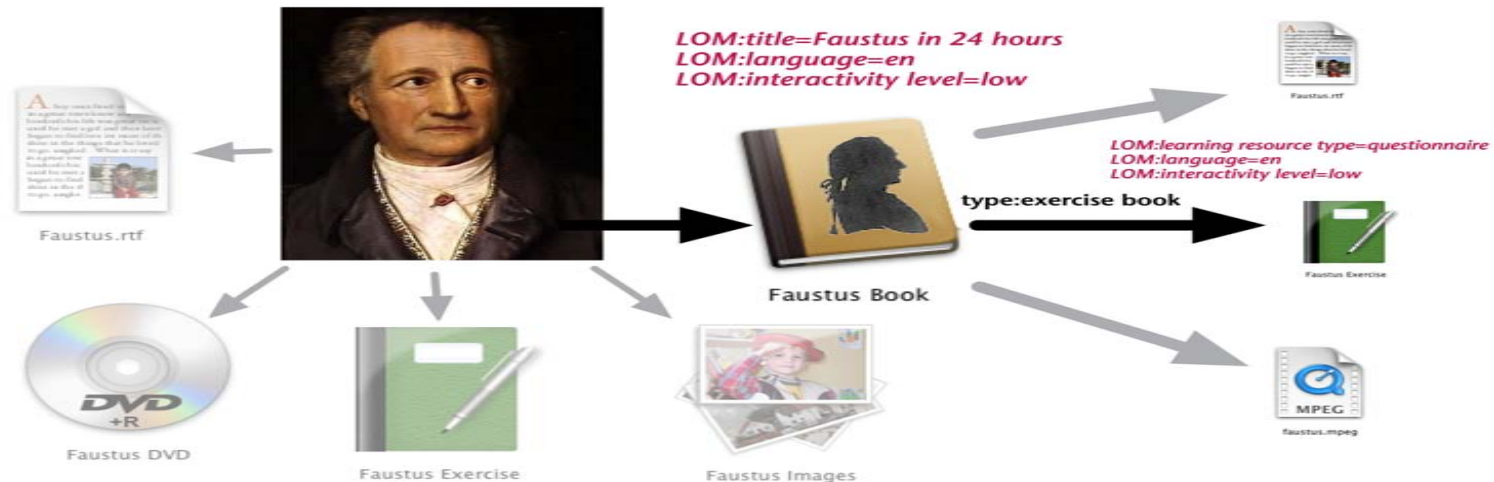 LOM:title=Faustus in 24 hours
LOM:language=en
LOM:interactivity level=low
Faustus.rtf
LOM:learning resource type=questionnaire
LOM:language=en
LOM:interactivity level=low
type:exercise book
Faustus.rtf
Faustus Exercise
Faustus Book
DVD
+R
MPEG
faustus.mpeg
Faustus DVD
Faustus Exercise
Faustus Images